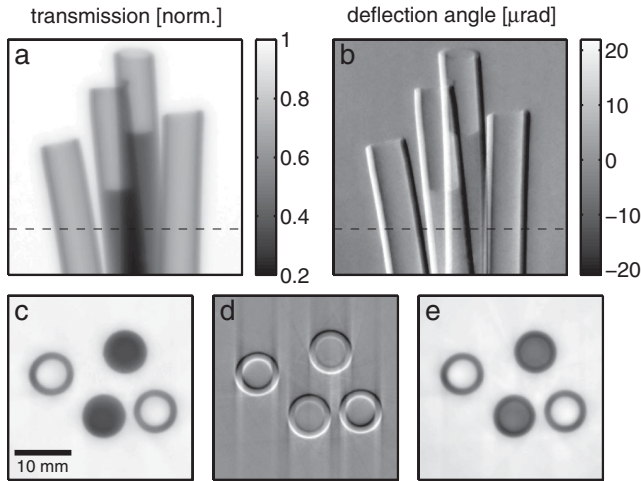 transmission [norm.]
deflection angle [μrad]
a
1
0.8
0.6
0.4
0.2
b
20
10
0
−10
−20
c
10 mm
d
e